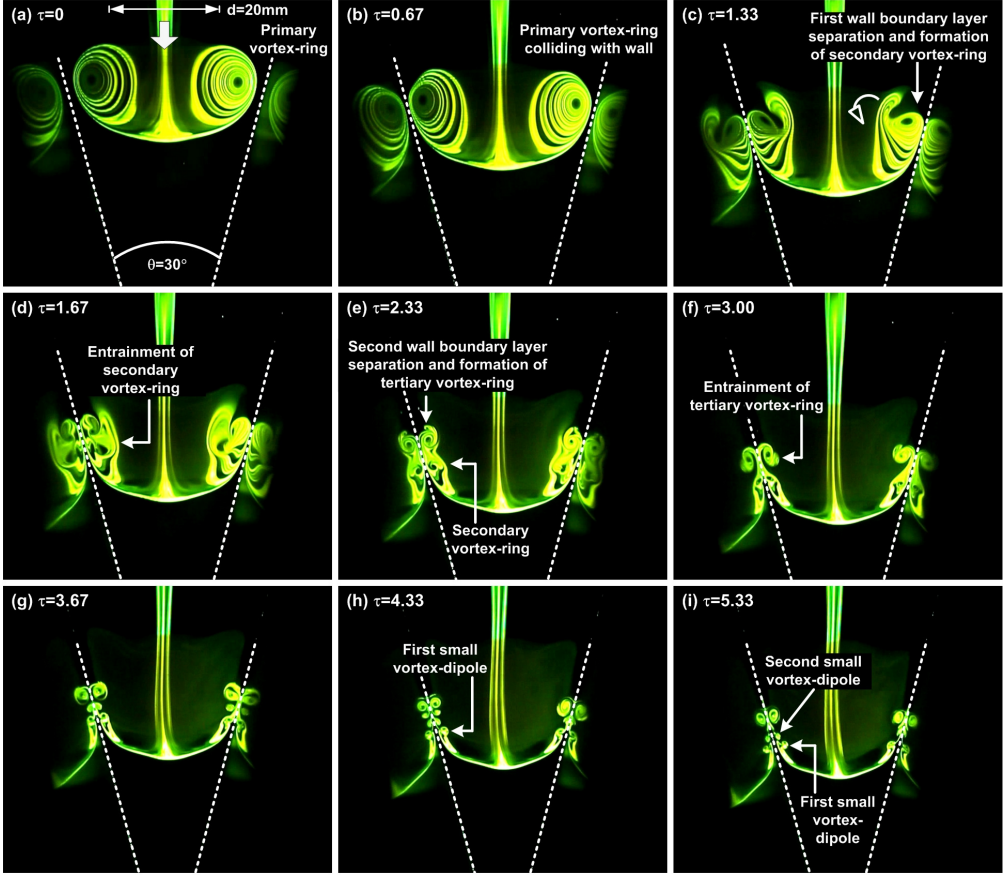 (a) τ=0
d=20mm
Primary
vortex-ring
θ=30°
(b) τ=0.67
Primary vortex-ring
colliding with wall
(c) τ=1.33
First wall boundary layer
separation and formation
of secondary vortex-ring
(d) τ=1.67
Entrainment of
secondary
vortex-ring
(e) τ=2.33
Second wall boundary layer
separation and formation of
tertiary vortex-ring
Secondary
vortex-ring
(f) τ=3.00
Entrainment of
tertiary vortex-ring
(g) τ=3.67
(h) τ=4.33
First small
vortex-dipole
(i) τ=5.33
Second small
vortex-dipole
First small
vortex-
dipole